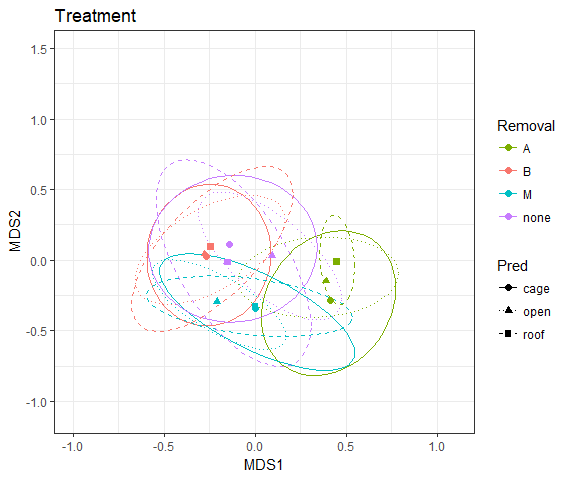 Treatment
1.5
1.0
0.5
0.0
-0.5
-1.0
MDS2
-1.0
-0.5
0.0
0.5
1.0
MDS1
Removal
A
B
M
none
Pred
cage
open
roof